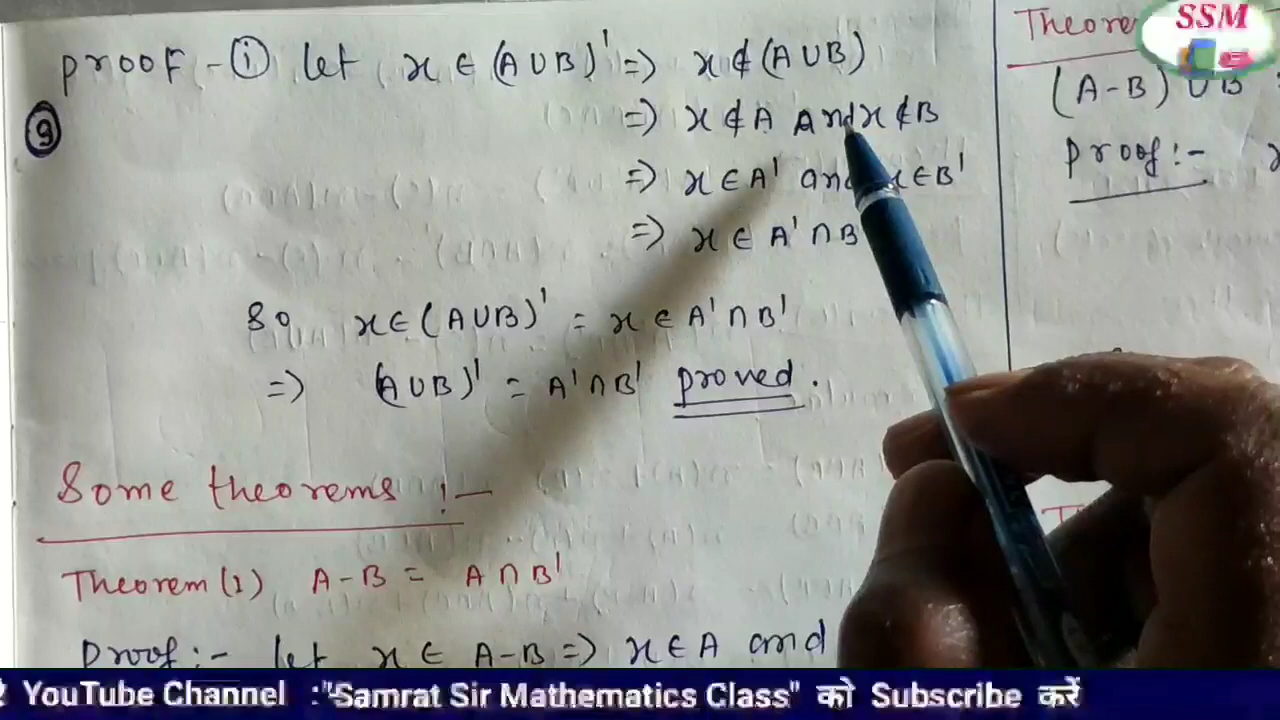 proof - ① Let x ∈ (A ∪ B)' => x ∉ (A ∪ B)
⑨
=> x ∉ A And x ∉ B
=> x ∈ A' and x ∈ B'
=> x ∈ A' ∩ B
So x ∈ (A ∪ B)' = x ∈ A' ∩ B'
=> (A ∪ B)' = A' ∩ B' proved.
Some theorems :-
Theorem (1) A - B = A ∩ B'
Proof :- let x ∈ A - B => x ∈ A and
SSM
(A - B) ∪ B
Proof :-
YouTube Channel :"Samrat Sir Mathematics Class" को Subscribe करें